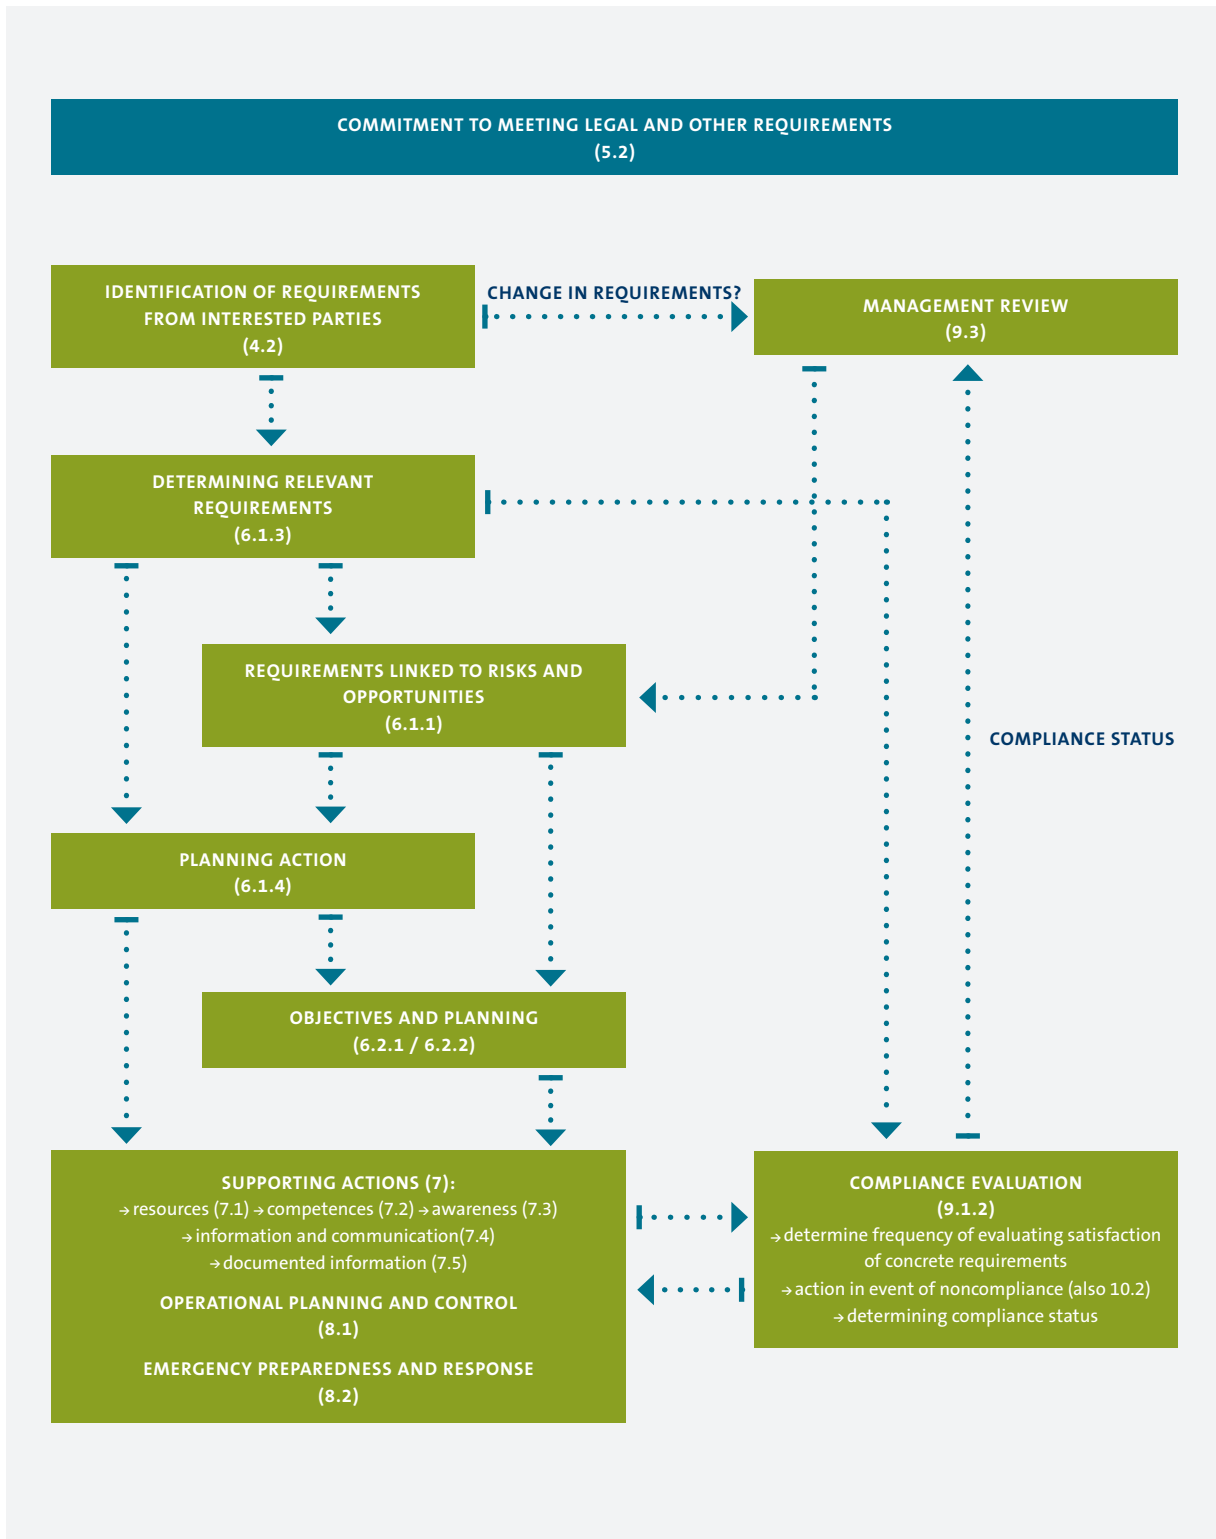 COMMITMENT TO MEETING LEGAL AND OTHER REQUIREMENTS
(5.2)
IDENTIFICATION OF REQUIREMENTS
FROM INTERESTED PARTIES
(4.2)
CHANGE IN REQUIREMENTS?
MANAGEMENT REVIEW
(9.3)
DETERMINING RELEVANT
REQUIREMENTS
(6.1.3)
REQUIREMENTS LINKED TO RISKS AND
OPPORTUNITIES
(6.1.1)
COMPLIANCE STATUS
PLANNING ACTION
(6.1.4)
OBJECTIVES AND PLANNING
(6.2.1 / 6.2.2)
SUPPORTING ACTIONS (7):
→ resources (7.1) → competences (7.2) → awareness (7.3)
→ information and communication(7.4)
→ documented information (7.5)
OPERATIONAL PLANNING AND CONTROL
(8.1)
EMERGENCY PREPAREDNESS AND RESPONSE
(8.2)
COMPLIANCE EVALUATION
(9.1.2)
→ determine frequency of evaluating satisfaction
of concrete requirements
→ action in event of noncompliance (also 10.2)
→ determining compliance status